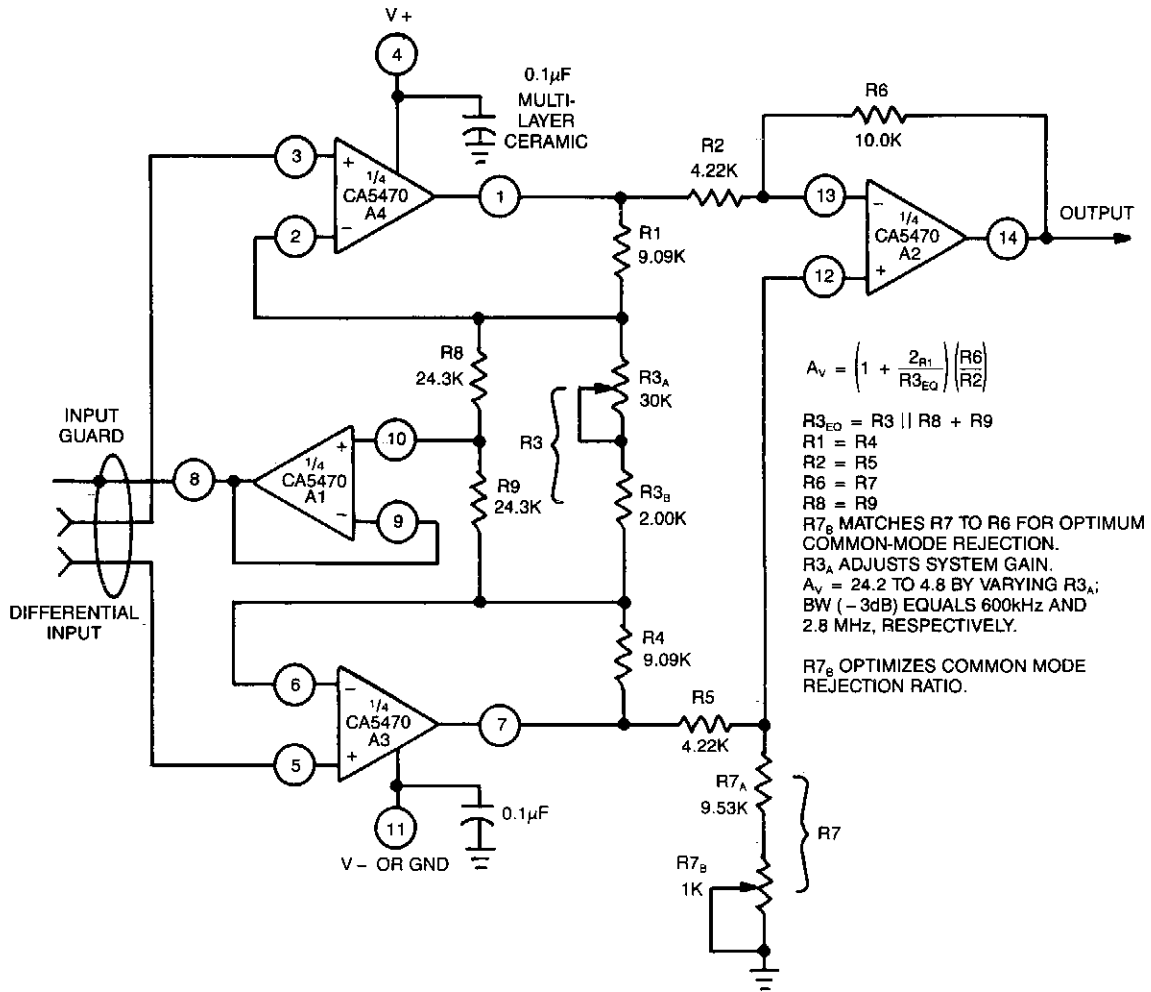 V +
4
0.1µF
MULTI-
LAYER
CERAMIC
R6
10.0K
3
+
1/4
CA5470
A4
−
2
1
R2
4.22K
13
−
1/4
CA5470
A2
+
12
14
OUTPUT
R1
9.09K
R8
24.3K
R3A
30K
R3
AV = (1 + 2R1/R3EQ) (R6/R2)
INPUT
GUARD
8
1/4
CA5470
A1
+
−
10
9
R9
24.3K
R3B
2.00K
R3EQ = R3 || R8 + R9
R1 = R4
R2 = R5
R6 = R7
R8 = R9
R7B MATCHES R7 TO R6 FOR OPTIMUM
COMMON-MODE REJECTION.
R3A ADJUSTS SYSTEM GAIN.
AV = 24.2 TO 4.8 BY VARYING R3A;
BW (−3dB) EQUALS 600kHz AND
2.8 MHz, RESPECTIVELY.
R7B OPTIMIZES COMMON MODE
REJECTION RATIO.
DIFFERENTIAL
INPUT
R4
9.09K
6
−
1/4
CA5470
A3
+
5
7
R5
4.22K
11
0.1µF
V − OR GND
R7A
9.53K
R7
R7B
1K